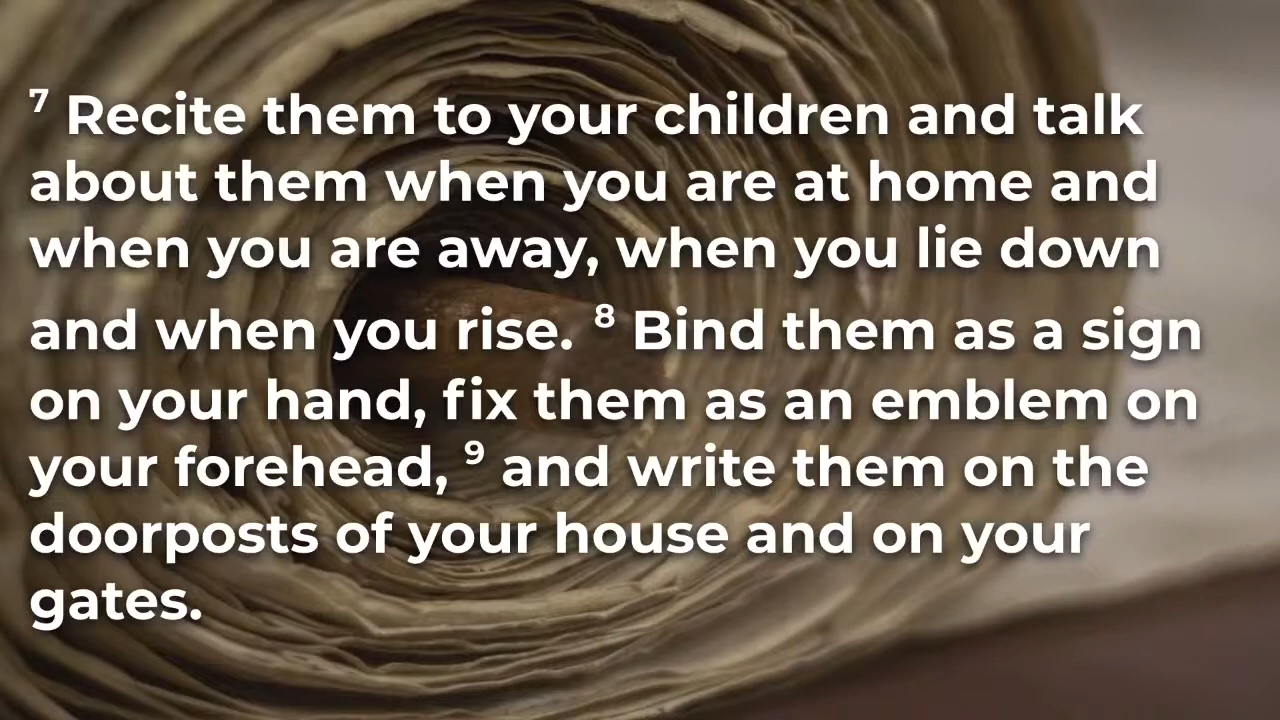 ⁷ Recite them to your children and talk
about them when you are at home and
when you are away, when you lie down
and when you rise. ⁸ Bind them as a sign
on your hand, fix them as an emblem on
your forehead, ⁹ and write them on the
doorposts of your house and on your
gates.